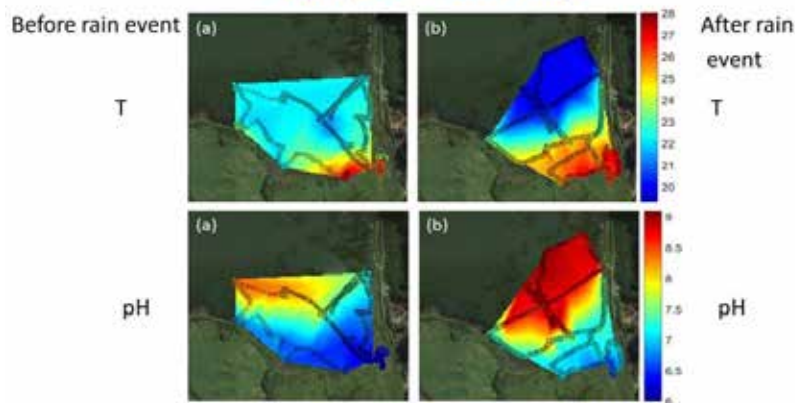 Before rain event
(a)
(b)
After rain
event
T
T
28
27
26
25
24
23
22
21
20
(a)
(b)
pH
pH
9
8.5
8
7.5
7
6.5
6